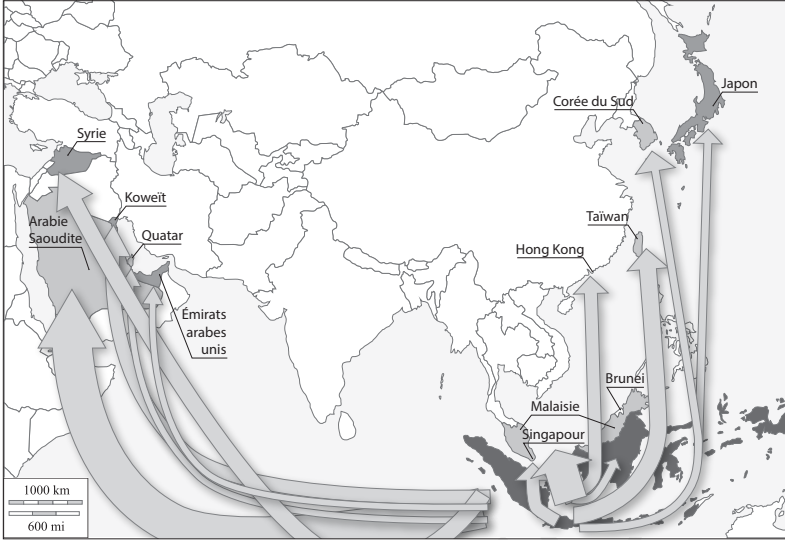 Japon
Corée du Sud
Syrie
Koweït
Taïwan
Arabie
Saoudite
Quatar
Hong Kong
Émirats
arabes
unis
Brunei
Malaisie
Singapour
1000 km
600 mi